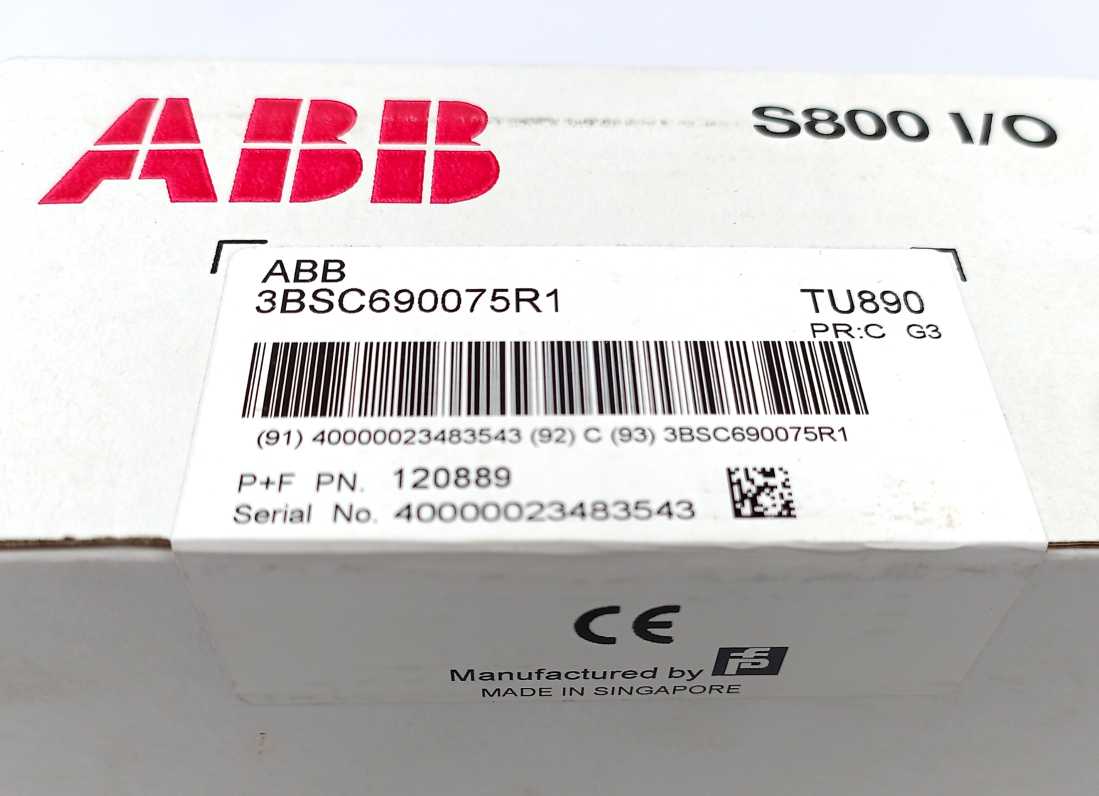 ABB
S800 I/O
ABB
3BSC690075R1
TU890
PR:C G3
(91) 40000023483543 (92) C (93) 3BSC690075R1
P+F PN. 120889
Serial No. 40000023483543
CE
Manufactured by
MADE IN SINGAPORE